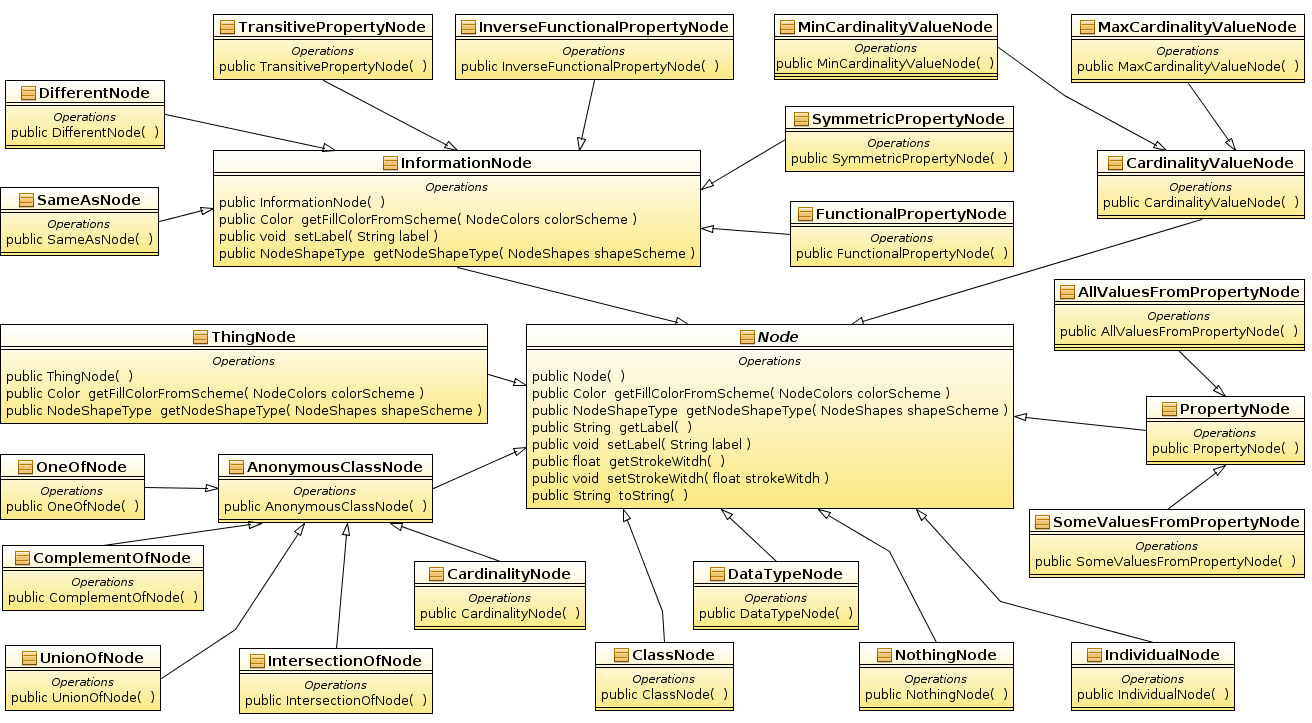 TransitivePropertyNode
Operations
public TransitivePropertyNode( )
InverseFunctionalPropertyNode
Operations
public InverseFunctionalPropertyNode( )
MinCardinalityValueNode
Operations
public MinCardinalityValueNode( )
MaxCardinalityValueNode
Operations
public MaxCardinalityValueNode( )
DifferentNode
Operations
public DifferentNode( )
SymmetricPropertyNode
Operations
public SymmetricPropertyNode( )
InformationNode
Operations
public InformationNode( )
public Color getFillColorFromScheme( NodeColors colorScheme )
public void setLabel( String label )
public NodeShapeType getNodeShapeType( NodeShapes shapeScheme )
CardinalityValueNode
Operations
public CardinalityValueNode( )
SameAsNode
Operations
public SameAsNode( )
FunctionalPropertyNode
Operations
public FunctionalPropertyNode( )
AllValuesFromPropertyNode
Operations
public AllValuesFromPropertyNode( )
ThingNode
Operations
public ThingNode( )
public Color getFillColorFromScheme( NodeColors colorScheme )
public NodeShapeType getNodeShapeType( NodeShapes shapeScheme )
Node
Operations
public Node( )
public Color getFillColorFromScheme( NodeColors colorScheme )
public NodeShapeType getNodeShapeType( NodeShapes shapeScheme )
public String getLabel( )
public void setLabel( String label )
public float getStrokeWitdh( )
public void setStrokeWitdh( float strokeWitdh )
public String toString( )
PropertyNode
Operations
public PropertyNode( )
OneOfNode
Operations
public OneOfNode( )
AnonymousClassNode
Operations
public AnonymousClassNode( )
SomeValuesFromPropertyNode
Operations
public SomeValuesFromPropertyNode( )
ComplementOfNode
Operations
public ComplementOfNode( )
CardinalityNode
Operations
public CardinalityNode( )
DataTypeNode
Operations
public DataTypeNode( )
UnionOfNode
Operations
public UnionOfNode( )
IntersectionOfNode
Operations
public IntersectionOfNode( )
ClassNode
Operations
public ClassNode( )
NothingNode
Operations
public NothingNode( )
IndividualNode
Operations
public IndividualNode( )